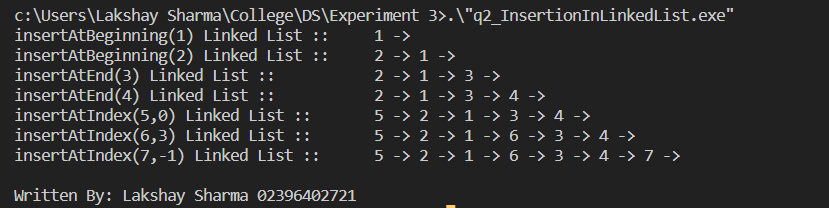 c:\Users\Lakshay Sharma\College\DS\Experiment 3>.\"q2_InsertionInLinkedList.exe"
insertAtBeginning(1) Linked List ::     1 ->
insertAtBeginning(2) Linked List ::     2 -> 1 ->
insertAtEnd(3) Linked List ::           2 -> 1 -> 3 ->
insertAtEnd(4) Linked List ::           2 -> 1 -> 3 -> 4 ->
insertAtIndex(5,0) Linked List ::       5 -> 2 -> 1 -> 3 -> 4 ->
insertAtIndex(6,3) Linked List ::       5 -> 2 -> 1 -> 6 -> 3 -> 4 ->
insertAtIndex(7,-1) Linked List ::      5 -> 2 -> 1 -> 6 -> 3 -> 4 -> 7 ->
Written By: Lakshay Sharma 02396402721